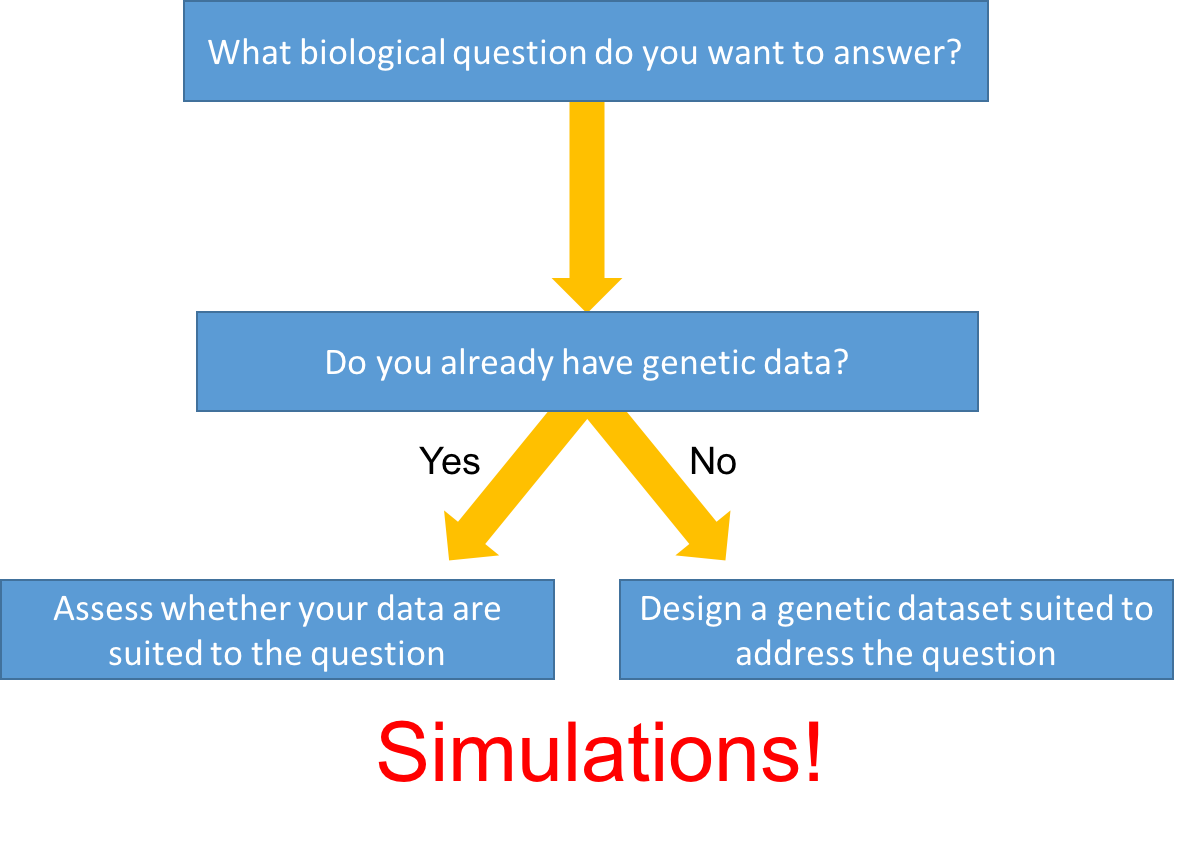 What biological question do you want to answer?
Do you already have genetic data?
Yes
No
Assess whether your data are
suited to the question
Design a genetic dataset suited to
address the question
Simulations!